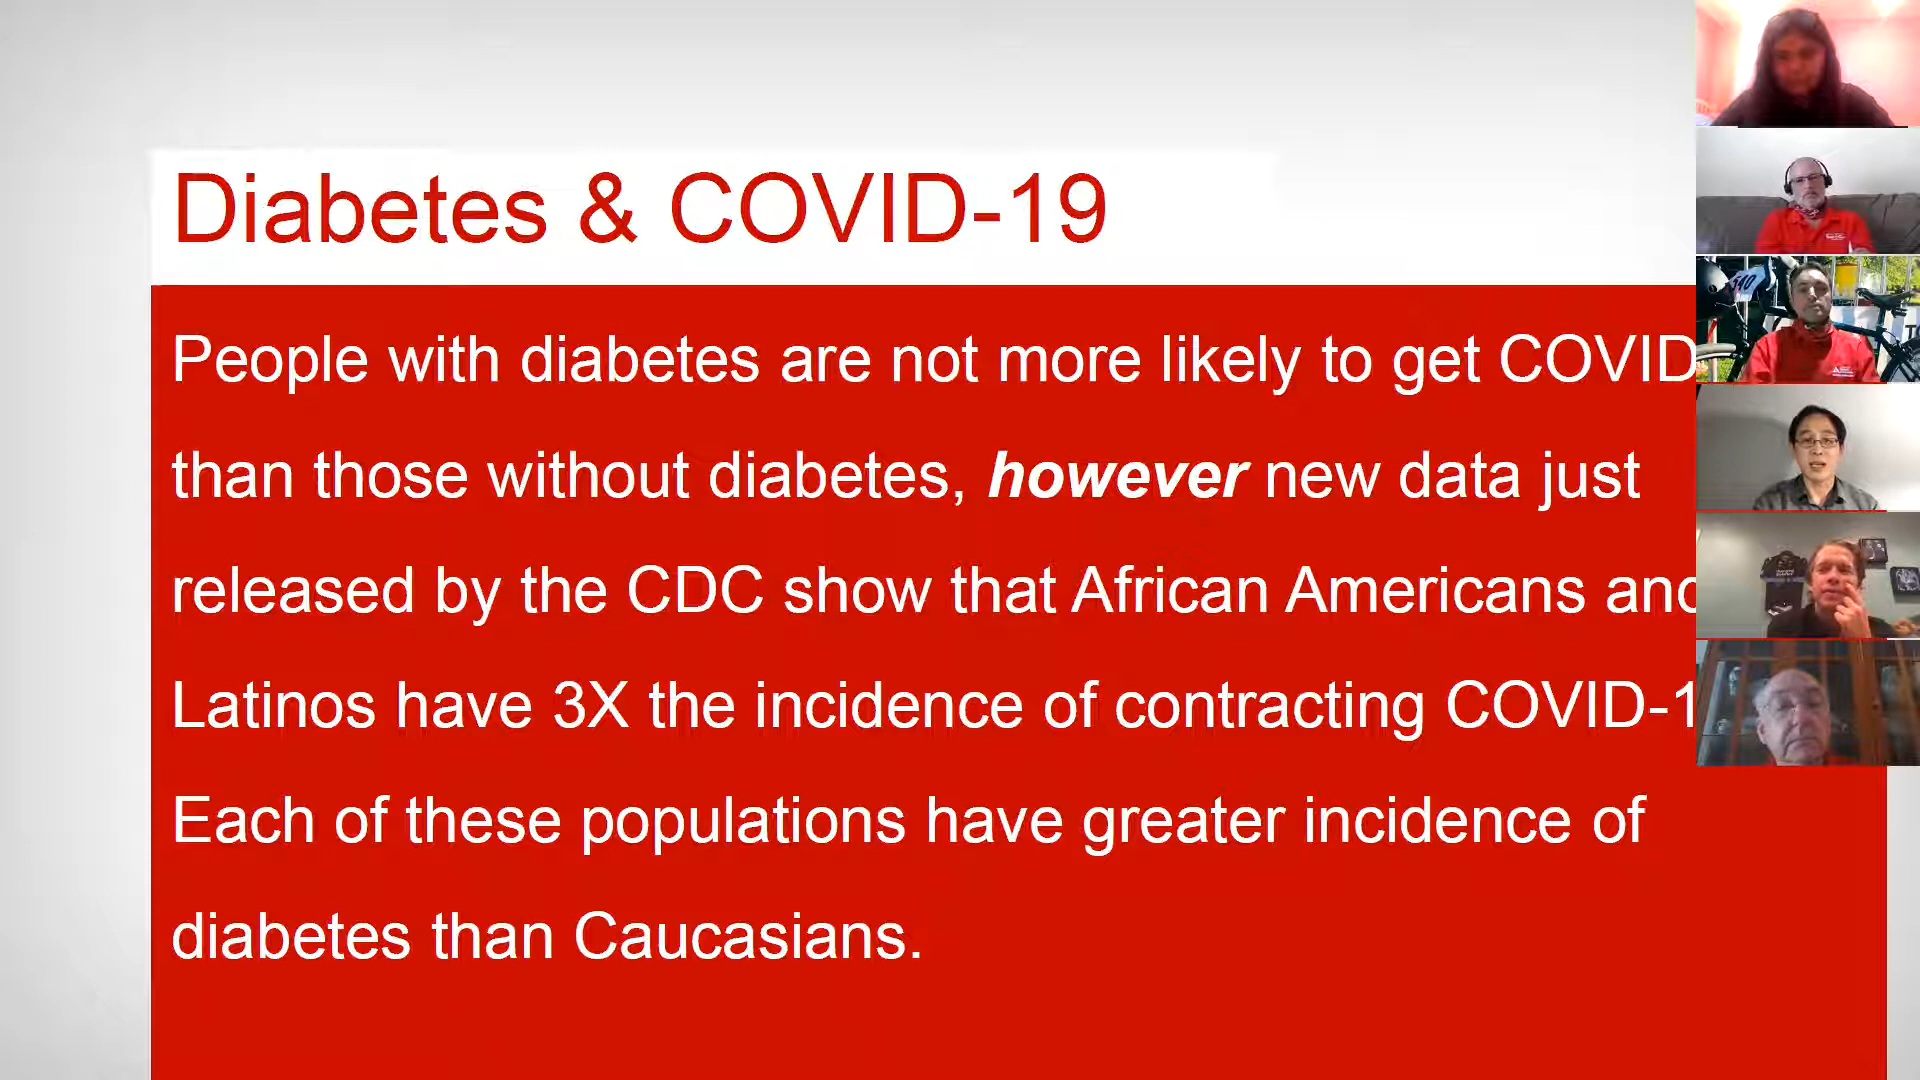 Diabetes & COVID-19
People with diabetes are not more likely to get COVID
than those without diabetes, however new data just
released by the CDC show that African Americans and
Latinos have 3X the incidence of contracting COVID-1
Each of these populations have greater incidence of
diabetes than Caucasians.